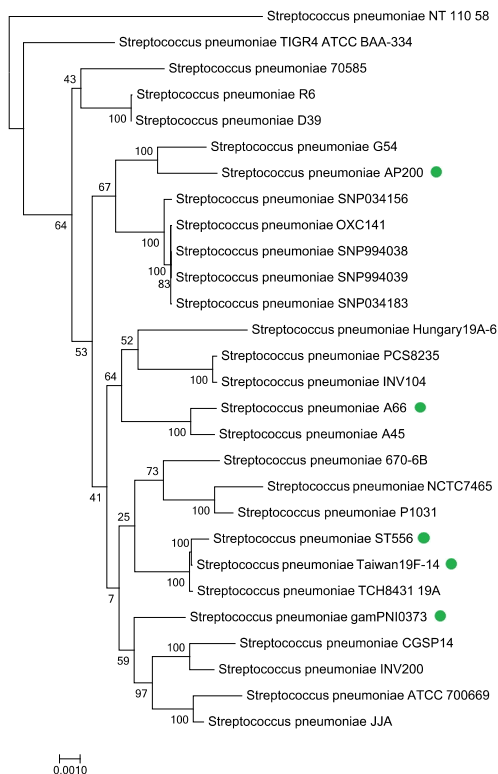 Streptococcus pneumoniae NT 110 58
Streptococcus pneumoniae TIGR4 ATCC BAA-334
43
Streptococcus pneumoniae 70585
Streptococcus pneumoniae R6
100
Streptococcus pneumoniae D39
64
Streptococcus pneumoniae G54
100
Streptococcus pneumoniae AP200
67
Streptococcus pneumoniae SNP034156
Streptococcus pneumoniae OXC141
100
Streptococcus pneumoniae SNP994038
100
Streptococcus pneumoniae SNP994039
83
Streptococcus pneumoniae SNP034183
53
Streptococcus pneumoniae Hungary19A-6
52
Streptococcus pneumoniae PCS8235
100
Streptococcus pneumoniae INV104
64
Streptococcus pneumoniae A66
100
Streptococcus pneumoniae A45
41
Streptococcus pneumoniae 670-6B
73
Streptococcus pneumoniae NCTC7465
100
Streptococcus pneumoniae P1031
25
Streptococcus pneumoniae ST556
100
Streptococcus pneumoniae Taiwan19F-14
100
Streptococcus pneumoniae TCH8431 19A
7
Streptococcus pneumoniae gamPNI0373
59
Streptococcus pneumoniae CGSP14
100
Streptococcus pneumoniae INV200
97
Streptococcus pneumoniae ATCC 700669
100
Streptococcus pneumoniae JJA
0.0010